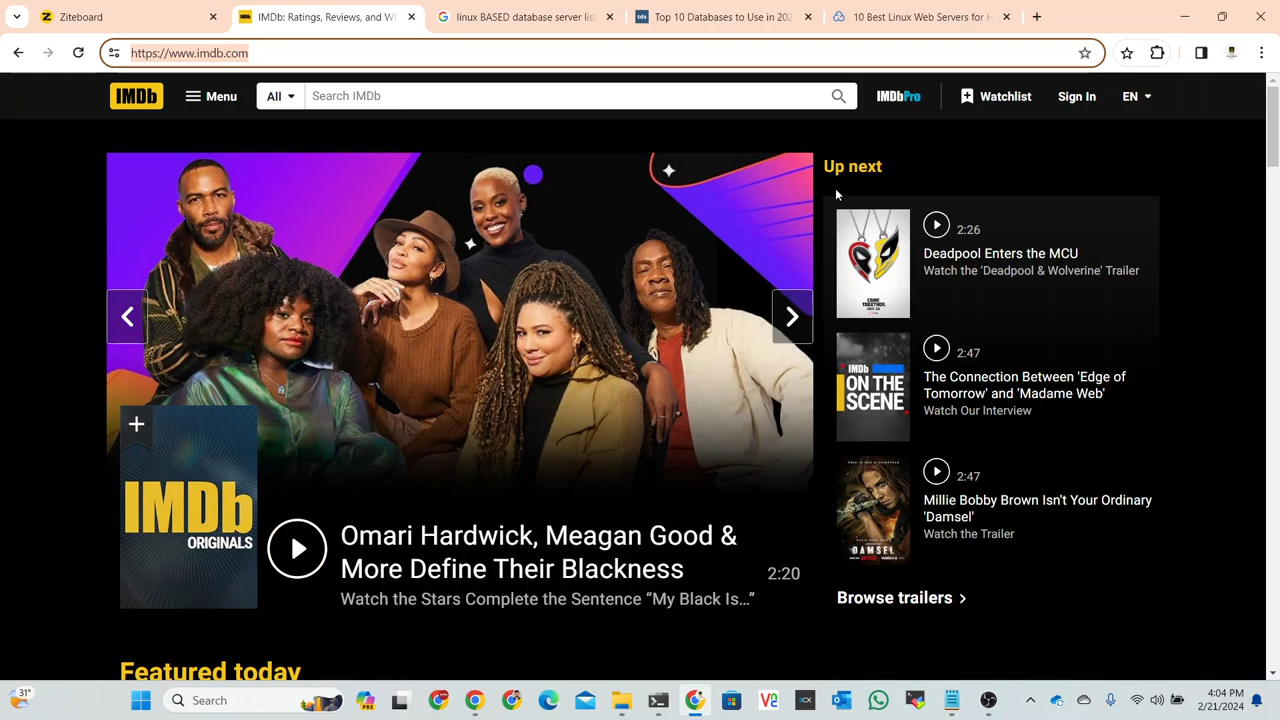 Ziteboard
IMDb: Ratings, Reviews, and Wh
linux BASED database server list
Top 10 Databases to Use in 202
10 Best Linux Web Servers for H
https://www.imdb.com
IMDb
Menu
All
Search IMDb
IMDbPro
Watchlist
Sign In
EN
Up next
2:26
Deadpool Enters the MCU
Watch the 'Deadpool & Wolverine' Trailer
COME
TOGETHER
2:47
The Connection Between 'Edge of
Tomorrow' and 'Madame Web'
Watch Our Interview
IMDb
ON THE
SCENE
2:47
Millie Bobby Brown Isn't Your Ordinary
'Damsel'
Watch the Trailer
DAMSEL
Browse trailers
IMDb
ORIGINALS
Omari Hardwick, Meagan Good &
More Define Their Blackness
2:20
Watch the Stars Complete the Sentence “My Black Is…”
Featured today
31°
Search
PRE
4:04 PM
2/21/2024